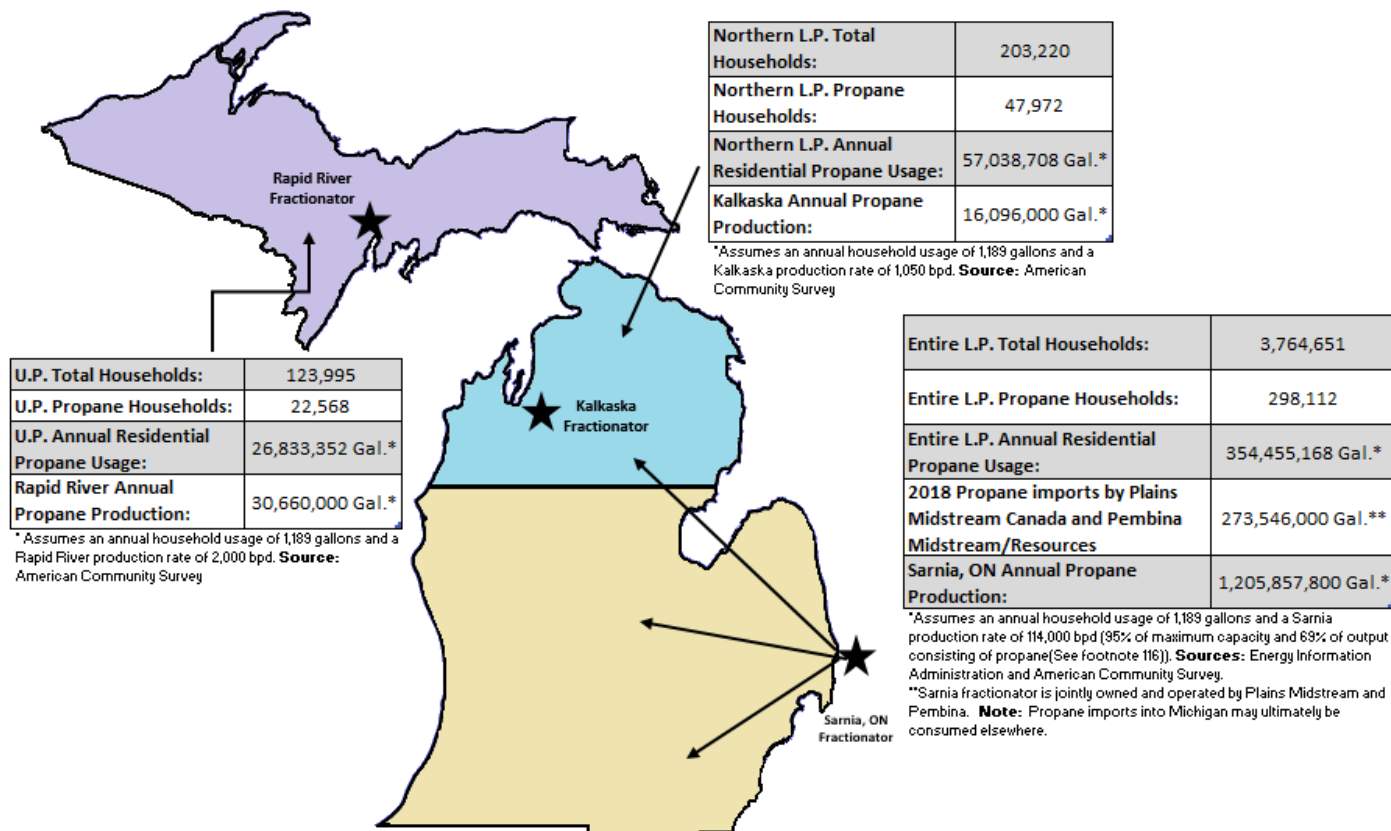 Northern L.P. Total
Households:
203,220
Northern L.P. Propane
Households:
47,972
Northern L.P. Annual
Residential Propane Usage:
57,038,708 Gal.*
Kalkaska Annual Propane
Production:
16,096,000 Gal.*
*Assumes an annual household usage of 1,189 gallons and a
Kalkaska production rate of 1,050 bpd. Source: American
Community Survey
Rapid River
Fractionator
U.P. Total Households:
123,995
U.P. Propane Households:
22,568
U.P. Annual Residential
Propane Usage:
26,833,352 Gal.*
Rapid River Annual
Propane Production:
30,660,000 Gal.*
* Assumes an annual household usage of 1,189 gallons and a
Rapid River production rate of 2,000 bpd. Source:
American Community Survey
Kalkaska
Fractionator
Entire L.P. Total Households:
3,764,651
Entire L.P. Propane Households:
298,112
Entire L.P. Annual Residential
Propane Usage:
354,455,168 Gal.*
2018 Propane imports by Plains
Midstream Canada and Pembina
Midstream/Resources
273,546,000 Gal.**
Sarnia, ON Annual Propane
Production:
1,205,857,800 Gal.*
*Assumes an annual household usage of 1,189 gallons and a Sarnia
production rate of 114,000 bpd (95% of maximum capacity and 69% of output
consisting of propane(See footnote 116)). Sources: Energy Information
Administration and American Community Survey.
**Sarnia fractionator is jointly owned and operated by Plains Midstream and
Pembina. Note: Propane imports into Michigan may ultimately be
consumed elsewhere.
Sarnia, ON
Fractionator